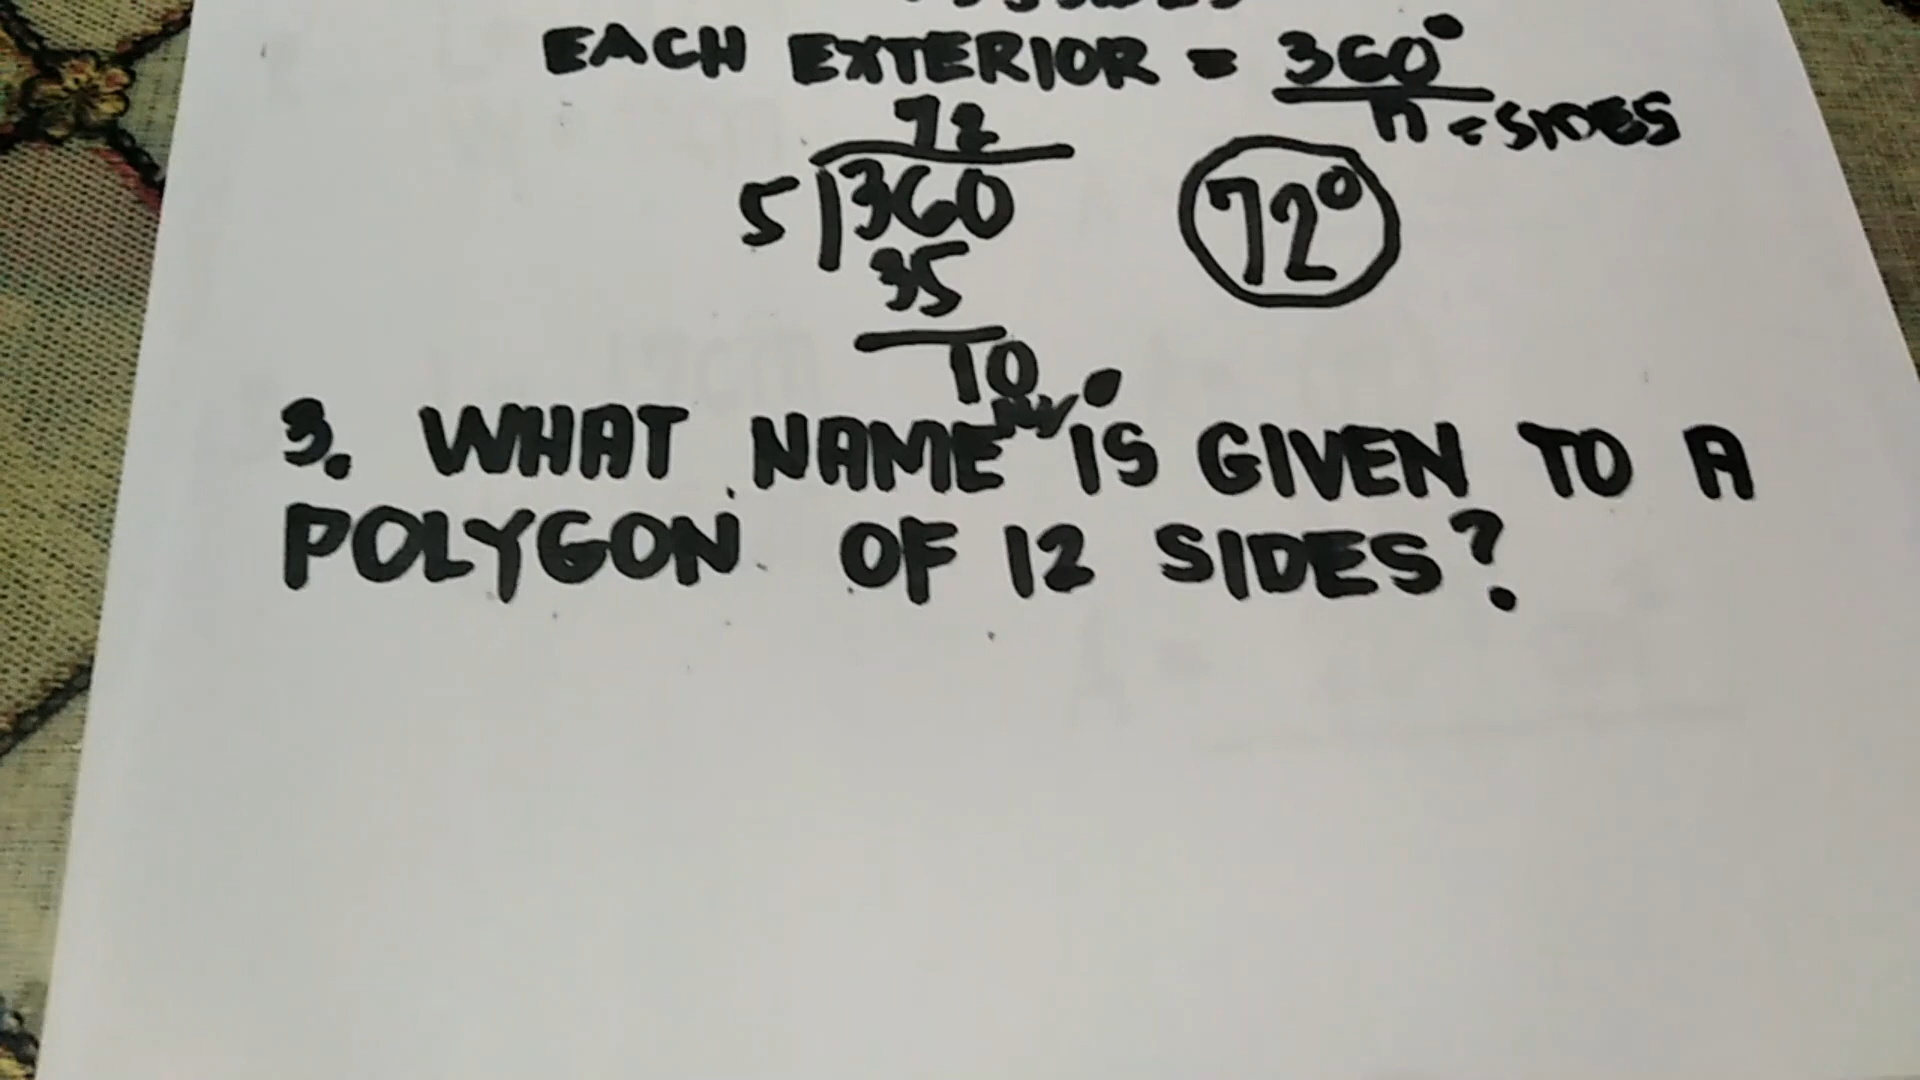 EACH EXTERIOR = 360°
n = SIDES
72
5 360 72°
35
10
3. WHAT NAME IS GIVEN TO A
POLYGON OF 12 SIDES?